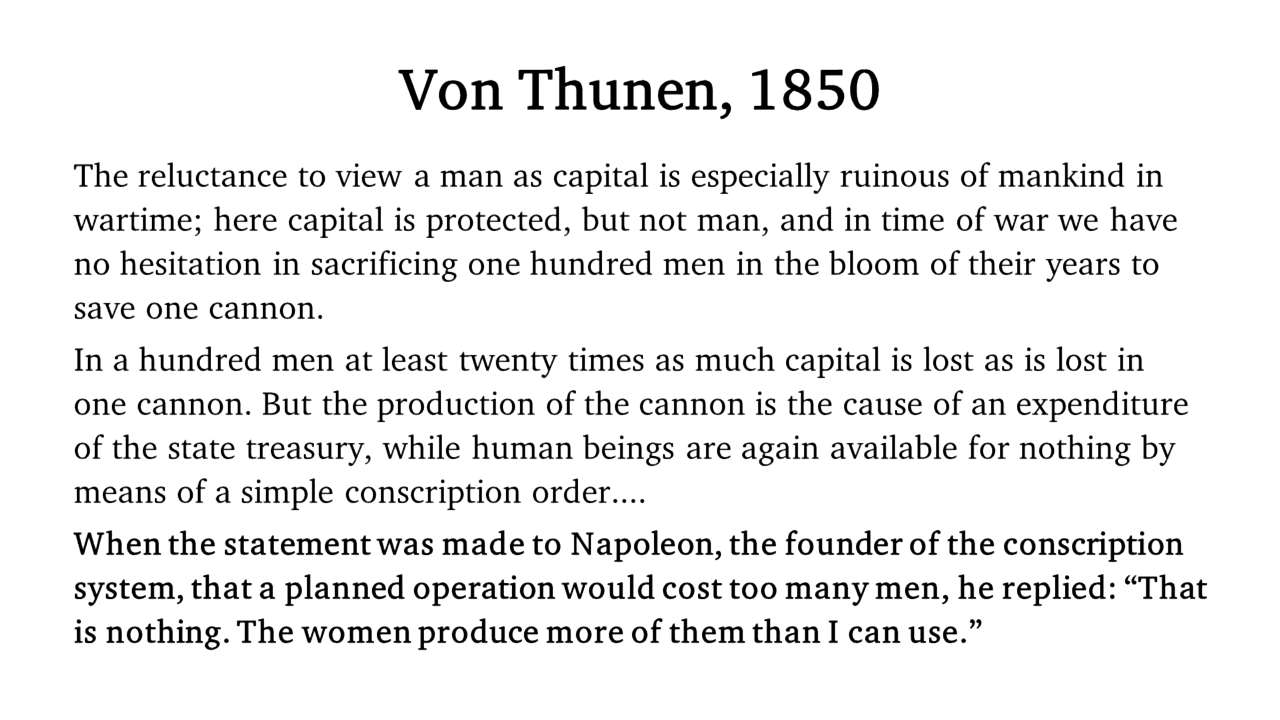 Von Thunen, 1850
The reluctance to view a man as capital is especially ruinous of mankind in
wartime; here capital is protected, but not man, and in time of war we have
no hesitation in sacrificing one hundred men in the bloom of their years to
save one cannon.
In a hundred men at least twenty times as much capital is lost as is lost in
one cannon. But the production of the cannon is the cause of an expenditure
of the state treasury, while human beings are again available for nothing by
means of a simple conscription order....
When the statement was made to Napoleon, the founder of the conscription
system, that a planned operation would cost too many men, he replied: “That
is nothing. The women produce more of them than I can use.”